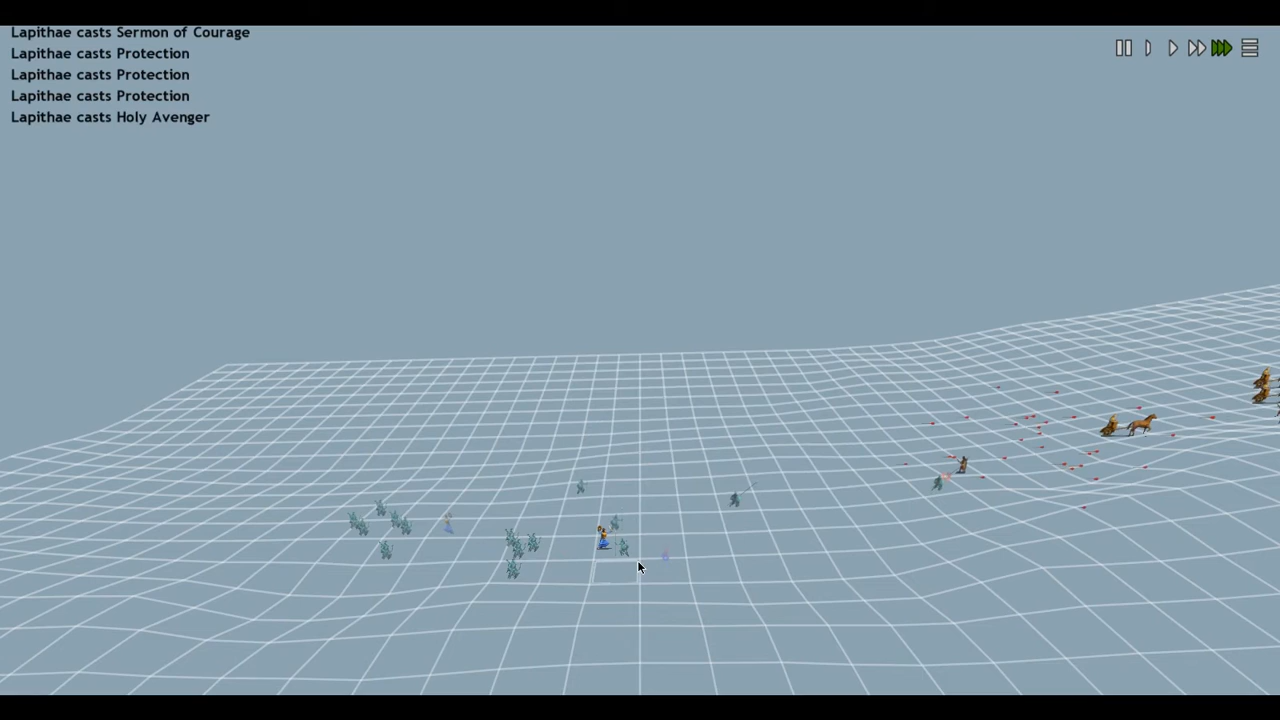 Lapithae casts Sermon of Courage
Lapithae casts Protection
Lapithae casts Protection
Lapithae casts Protection
Lapithae casts Holy Avenger